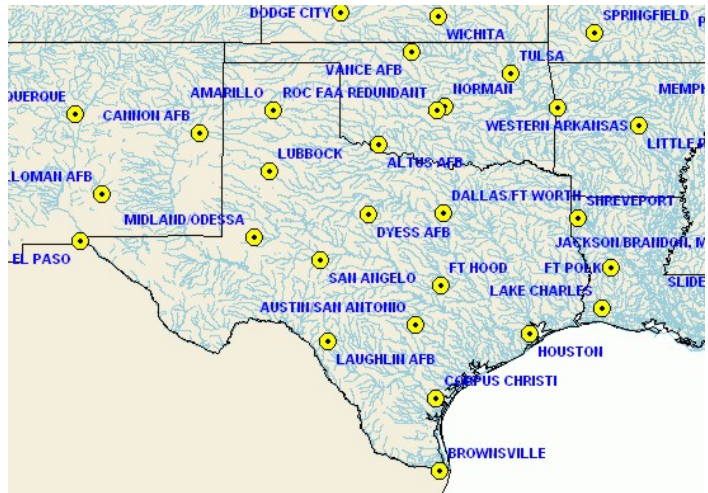 DODGE CITY
SPRINGFIELD
P
WICHITA
TULSA
VANCE AFB
AMARILLO
ROC FAA REDUNDANT
NORMAN
MEMPH
QUERQUE
CANNON AFB
WESTERN ARKANSAS
LITTLE R
LUBBOCK
ALTUS AFB
LLOMAN AFB
DALLAS/FT WORTH
SHREVEPORT
MIDLAND/ODESSA
DYESS AFB
JACKSON/BRANDON, M
EL PASO
SAN ANGELO
FT HOOD
FT POLK
SLIDE
LAKE CHARLES
AUSTIN/SAN ANTONIO
HOUSTON
LAUGHLIN AFB
CORPUS CHRISTI
BROWNSVILLE